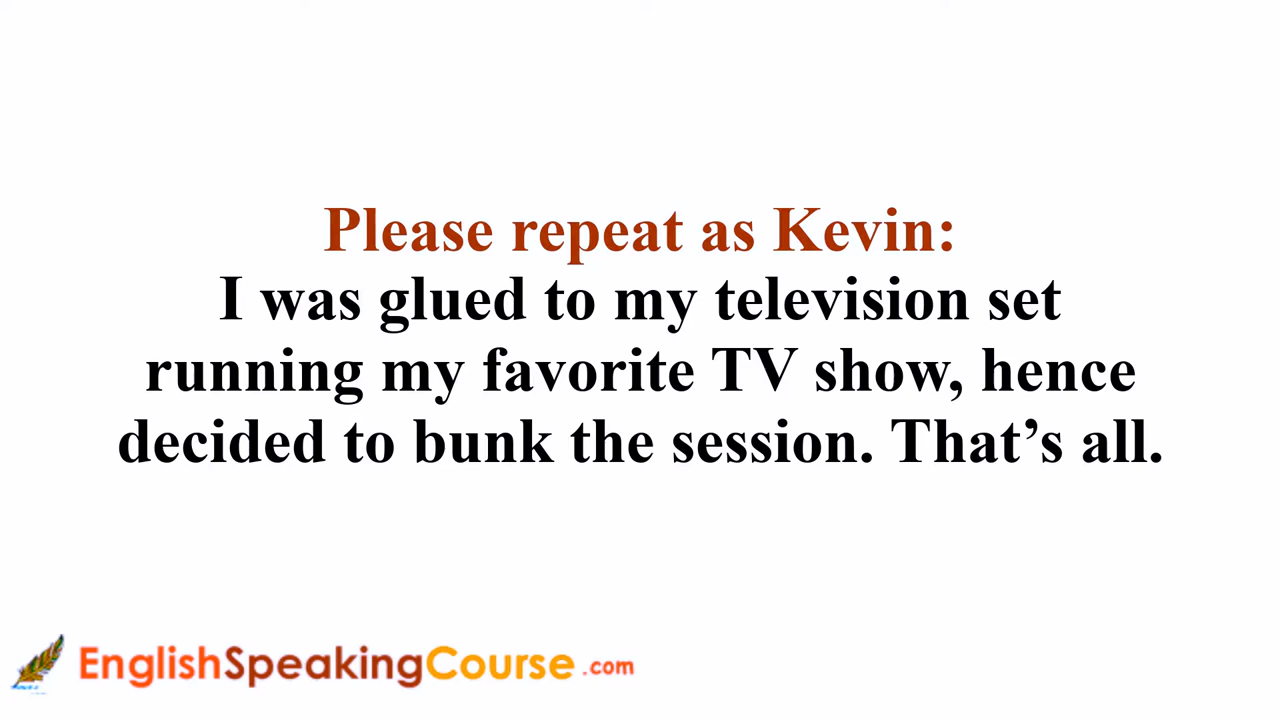 Please repeat as Kevin:
I was glued to my television set
running my favorite TV show, hence
decided to bunk the session. That’s all.
EnglishSpeakingCourse.com